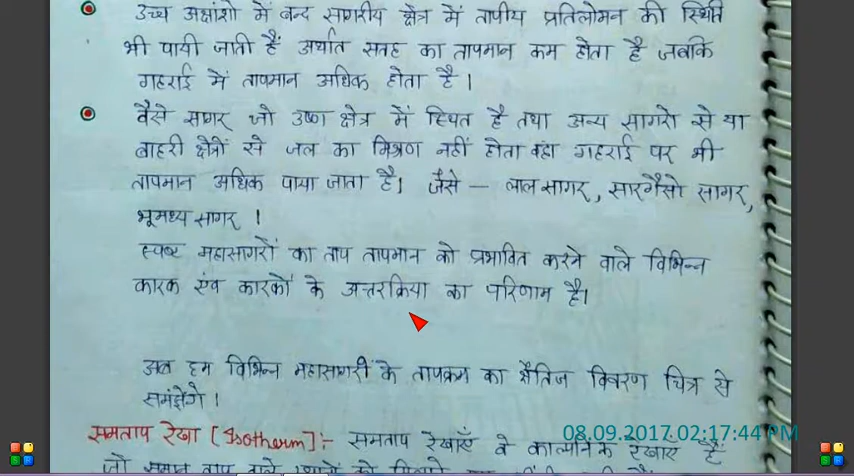 उच्च अक्षांशो में बन्द सागरीय क्षेत्र में तापीय प्रतिलोमन की स्थिति
भी पायी जाती हैं अर्थात सतह का तापमान कम होता है जबकि
गहराई में तापमान अधिक होता है।
वैसे सागर जो उष्ण क्षेत्र में स्थित है तथा अन्य सागरो से या
बाहरी क्षेत्रों से जल का मिश्रण नहीं होता वहा गहराई पर भी
तापमान अधिक पाया जाता है। जैसे – लाल सागर, सारगैसो सागर,
भूमध्य सागर ।
स्पष्ट महासागरों का ताप तापमान को प्रभावित करने वाले विभिन्न
कारक एंव कारकों के अन्तरक्रिया का परिणाम है।
अब हम विभिन्न महासागरों के तापक्रम का क्षैतिज विवरण चित्र से
समझेंगे।
समताप रेखा [Isotherm]:- समताप रेखाएँ वे काल्पनिक रेखाएं हैं
08.09.2017 02:17:44 PM
जो समान ताप वाले